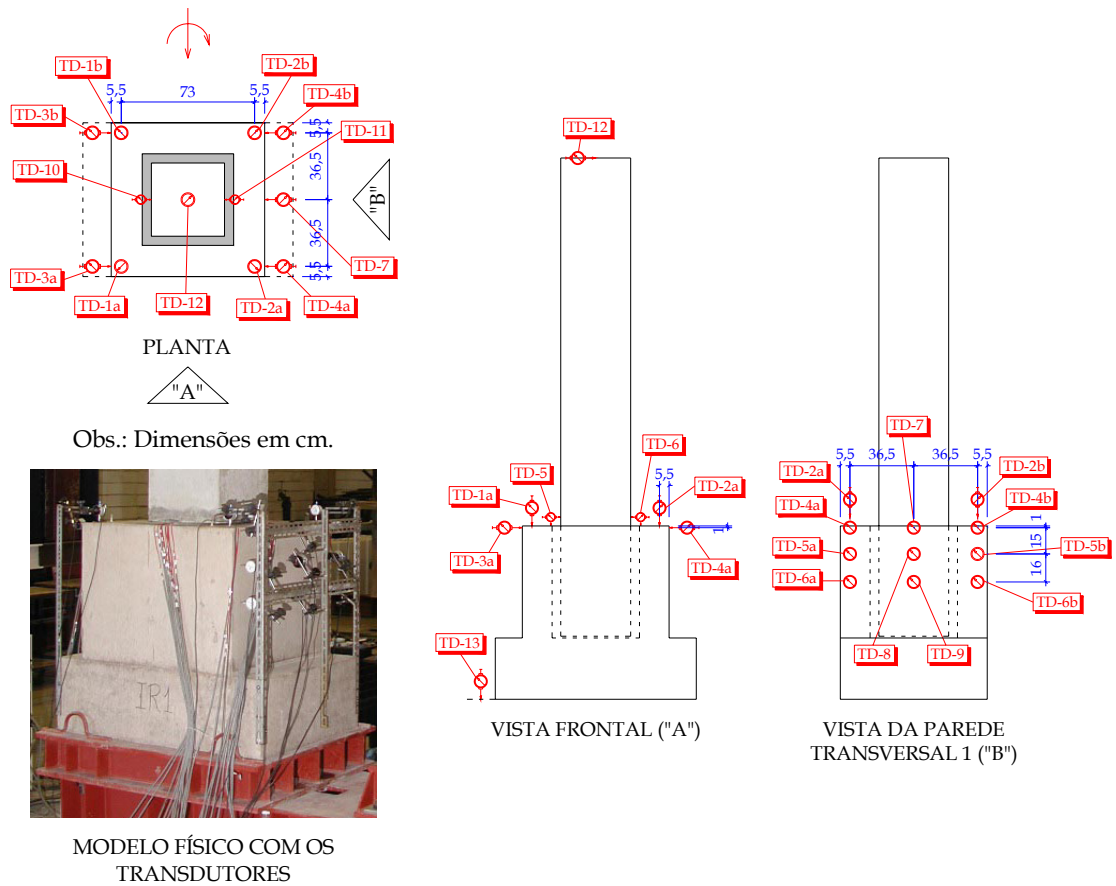 TD-1b
TD-2b
5,5
73
5,5
TD-4b
TD-3b
TD-11
5,5
TD-10
36,5
"B"
36,5
TD-3a
TD-7
5,5
TD-1a
TD-12
TD-2a
TD-4a
PLANTA
"A"
Obs.: Dimensões em cm.
IR1
MODELO FÍSICO COM OS
TRANSDUTORES
TD-12
TD-5
TD-6
5,5
TD-1a
TD-2a
1
TD-3a
TD-4a
TD-13
VISTA FRONTAL ("A")
TD-7
5,5
36,5
36,5
5,5
TD-2a
TD-2b
TD-4a
TD-4b
1
15
TD-5a
TD-5b
16
TD-6a
TD-6b
TD-8
TD-9
VISTA DA PAREDE
TRANSVERSAL 1 ("B")